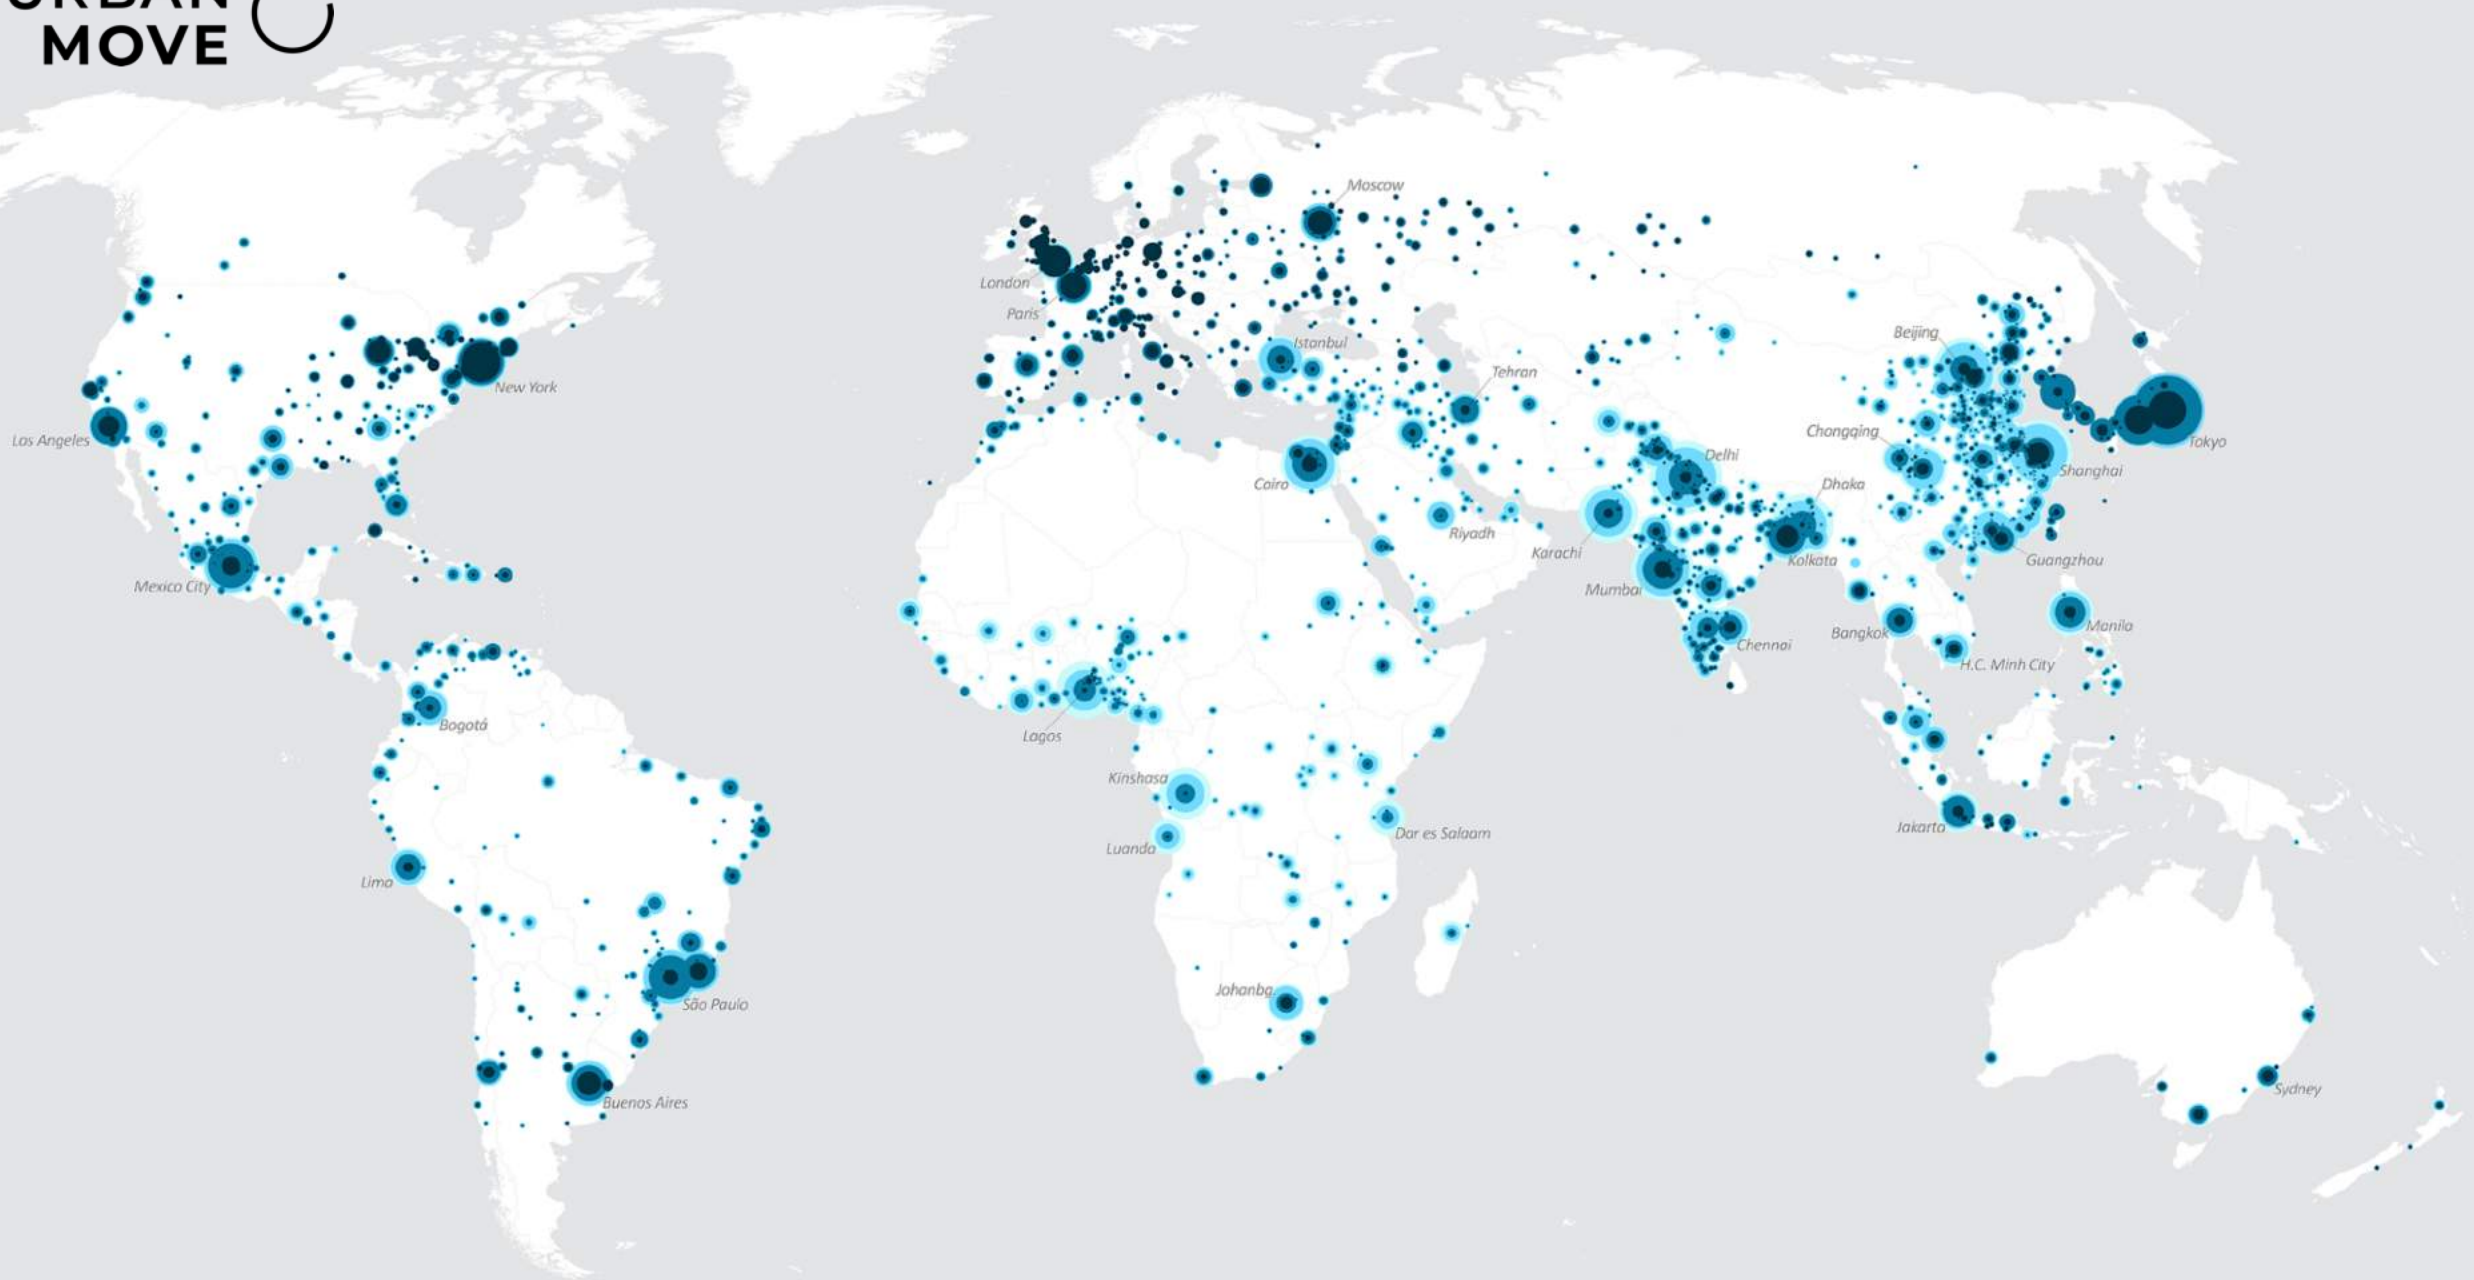 URBAN
MOVE
Moscow
London
Paris
Istanbul
Beijing
New York
Tehran
Los Angeles
Chongqing
Tokyo
Delhi
Shanghai
Cairo
Dhaka
Riyadh
Karachi
Kolkata
Guangzhou
Mexico City
Mumbai
Bangkok
Manila
Chennai
H.C. Minh City
Bogotá
Lagos
Kinshasa
Jakarta
Dar es Salaam
Luanda
Lima
Johanbg.
São Paulo
Sydney
Buenos Aires